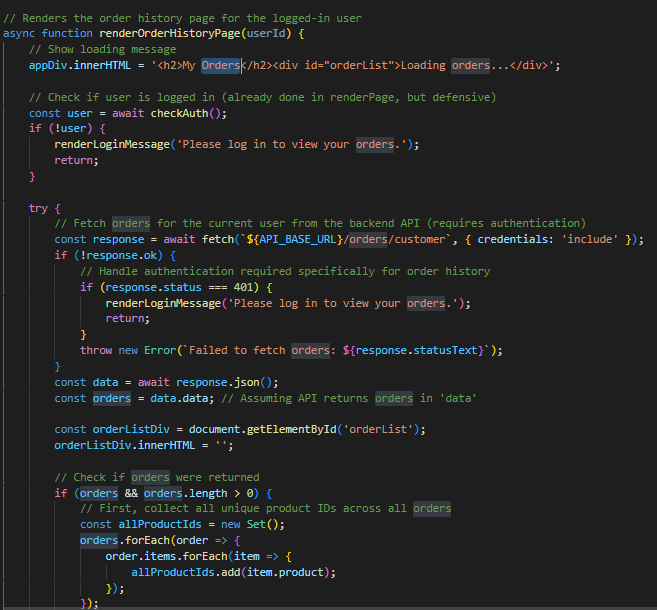 // Renders the order history page for the logged-in user
async function renderOrderHistoryPage(userId) {
// Show loading message
appDiv.innerHTML = '<h2>My Orders</h2><div id="orderList">Loading orders...</div>';
// Check if user is logged in (already done in renderPage, but defensive)
const user = await checkAuth();
if (!user) {
renderLoginMessage('Please log in to view your orders.');
return;
}
try {
// Fetch orders for the current user from the backend API (requires authentication)
const response = await fetch(`${API_BASE_URL}/orders/customer`, { credentials: 'include' });
if (!response.ok) {
// Handle authentication required specifically for order history
if (response.status === 401) {
renderLoginMessage('Please log in to view your orders.');
return;
}
throw new Error(`Failed to fetch orders: ${response.statusText}`);
}
const data = await response.json();
const orders = data.data; // Assuming API returns orders in 'data'
const orderListDiv = document.getElementById('orderList');
orderListDiv.innerHTML = '';
// Check if orders were returned
if (orders && orders.length > 0) {
// First, collect all unique product IDs across all orders
const allProductIds = new Set();
orders.forEach(order => {
order.items.forEach(item => {
allProductIds.add(item.product);
});
});